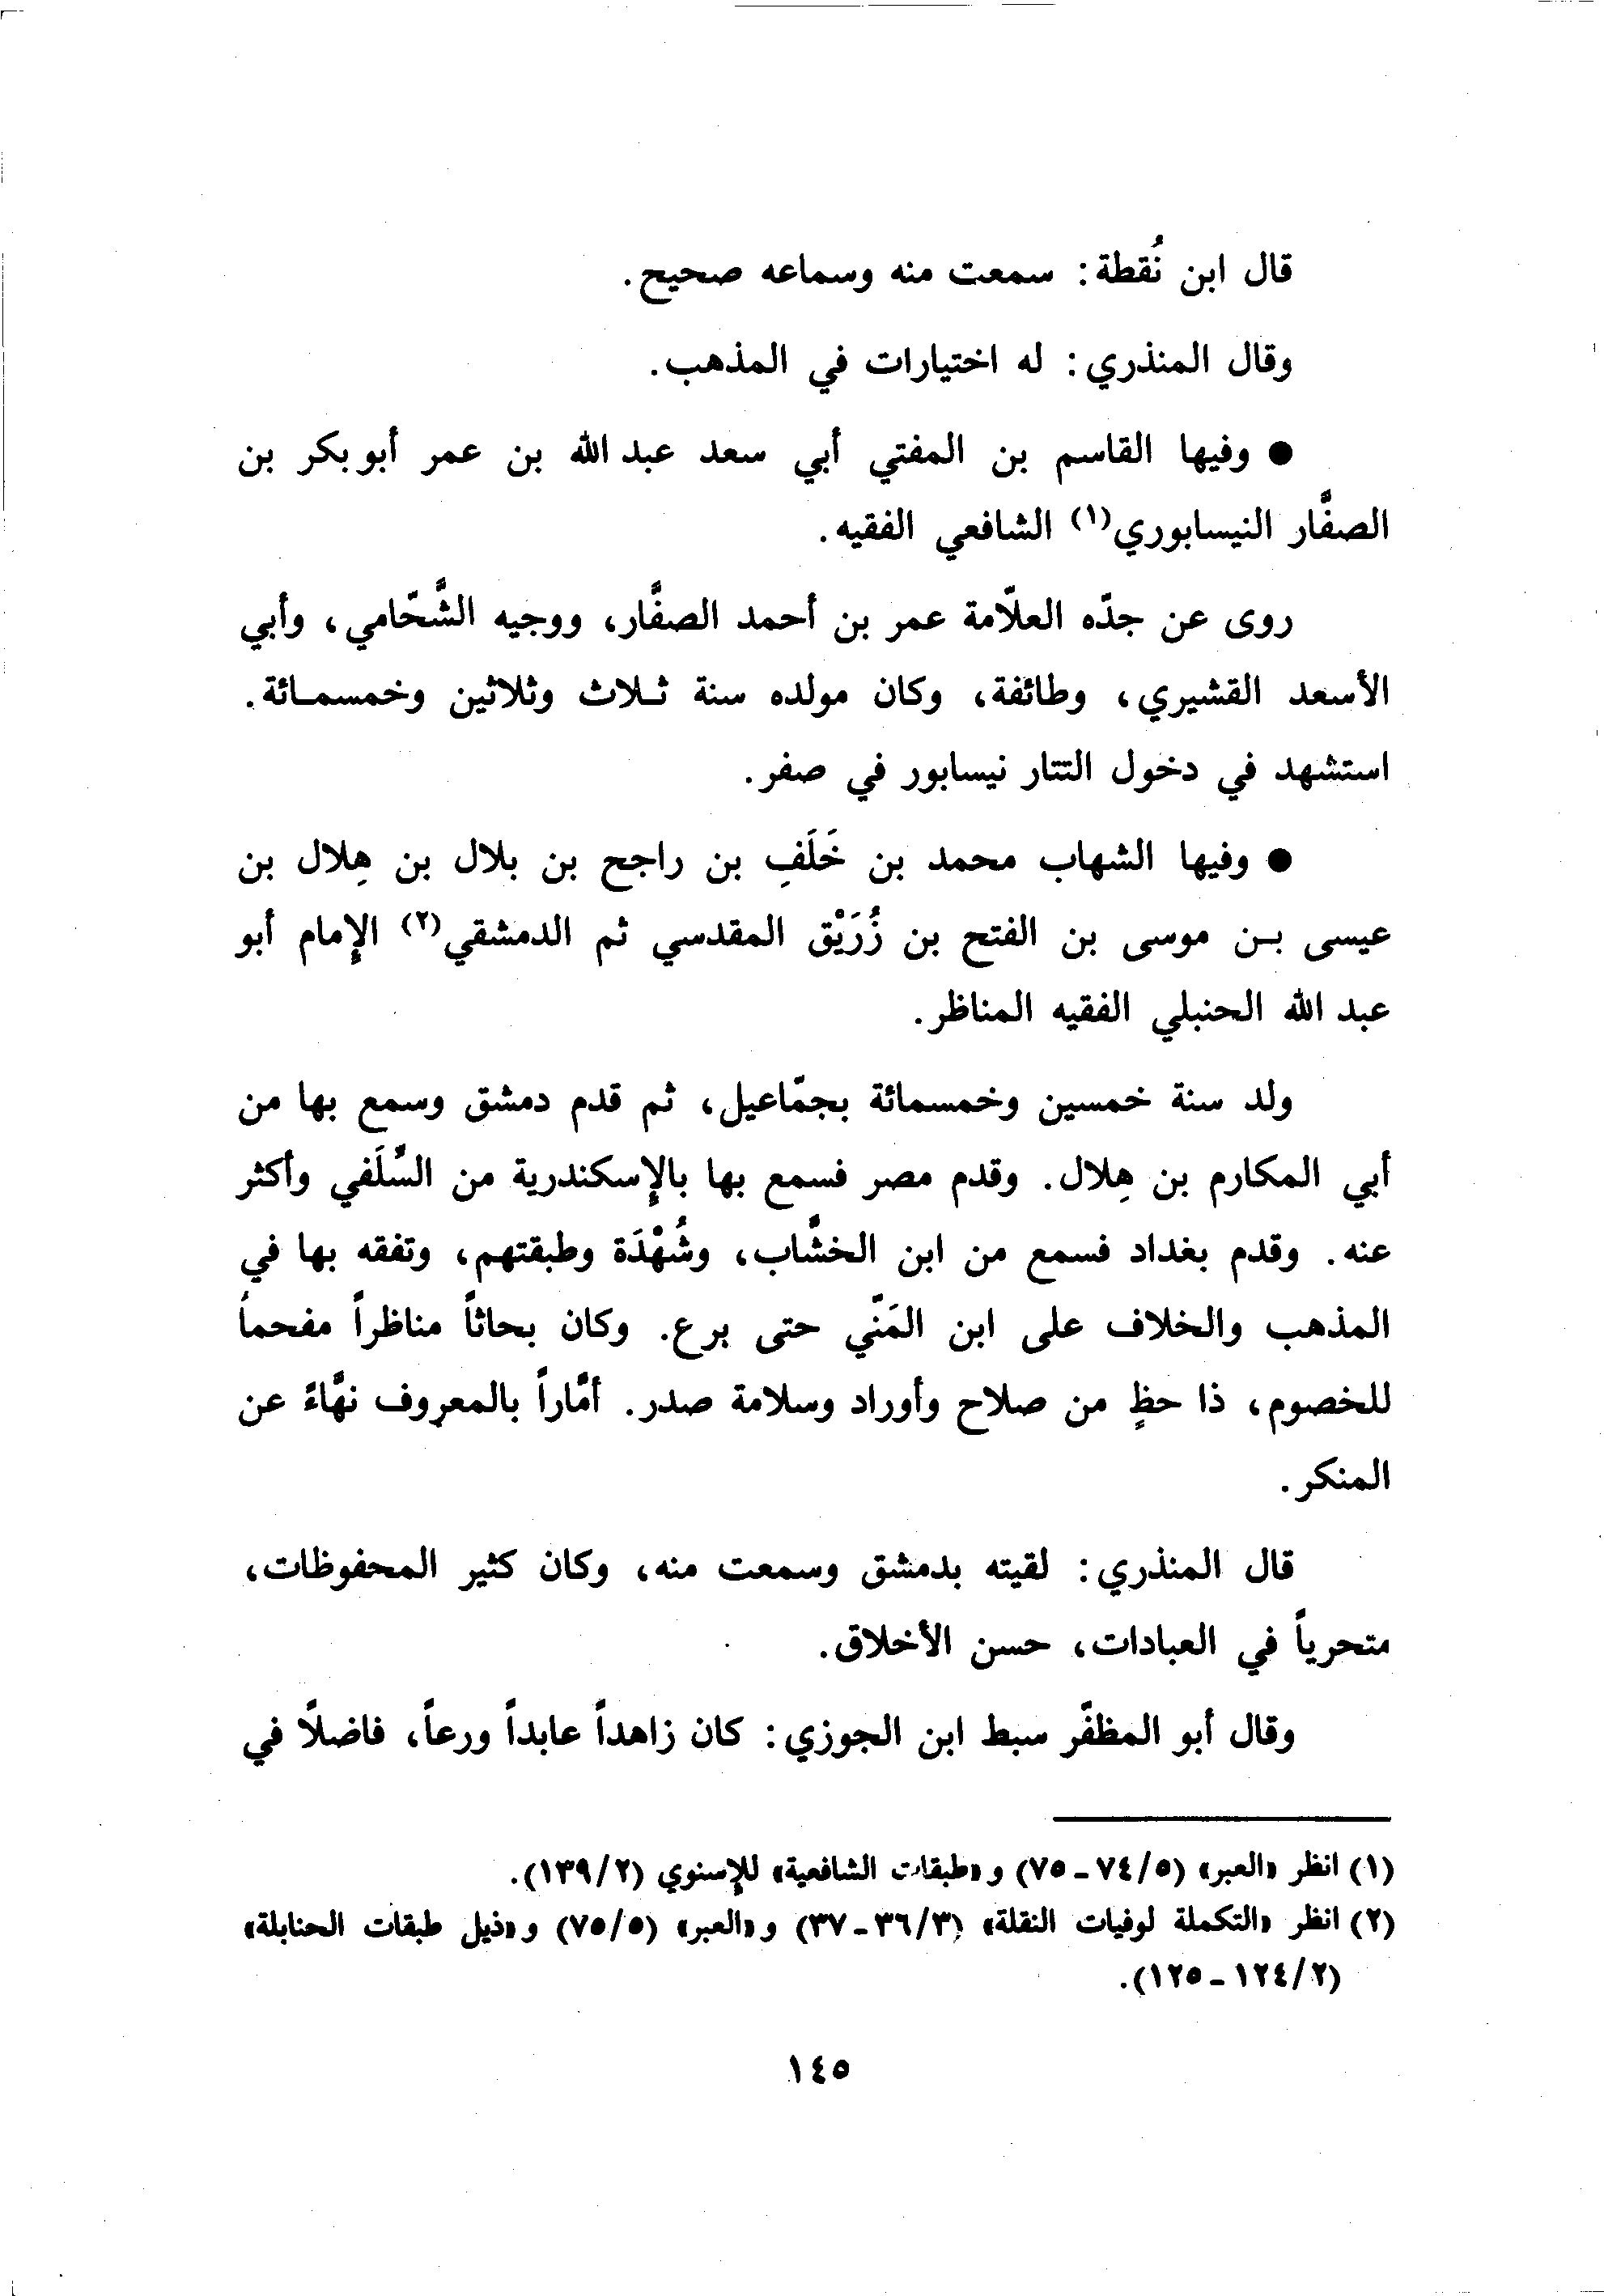 قال ابن نُقطة: سمعت منه وسماعه صحيح.
وقال المنذري: له اختيارات في المذهب.
● وفيها القاسم بن المفتي أبي سعد عبد الله بن عمر أبو بكر بن
الصفَّار النيسابوري(١) الشافعي الفقيه.
روى عن جدّه العلاّمة عمر بن أحمد الصفَّار، ووجيه الشَّحّامي، وأبي
الأسعد القشيري، وطائفة، وكان مولده سنة ثـلاث وثلاثين وخمسمـائة.
استشهد في دخول التتار نيسابور في صفر.
● وفيها الشهاب محمد بن خَلَفِ بن راجح بن بلال بن هِلال بن
عيسى بـن موسى بن الفتح بن زُرَيْق المقدسي ثم الدمشقي(٢) الإِمام أبو
عبد الله الحنبلي الفقيه المناظر.
ولد سنة خمسين وخمسمائة بجمّاعيل، ثم قدم دمشق وسمع بها من
أبي المكارم بن هِلال. وقدم مصر فسمع بها بالإِسكندرية من السِّلَفي وأكثر
عنه. وقدم بغداد فسمع من ابن الخشَّاب، وشُهْدَة وطبقتهم، وتفقه بها في
المذهب والخلاف على ابن المَنّي حتى برع. وكان بحاثاً مناظراً مفحماً
للخصوم، ذا حظٍ من صلاح وأوراد وسلامة صدر. أمَّاراً بالمعروف نهَّاءً عن
المنكر.
قال المنذري: لقيته بدمشق وسمعت منه، وكان كثير المحفوظات،
متحرياً في العبادات، حسن الأخلاق.
وقال أبو المظفّر سبط ابن الجوزي: كان زاهداً عابداً ورعاً، فاضلاً في
(١) انظر «العبر» (٥/ ٧٤ - ٧٥) و«طبقات الشافعية» للإِسنوي (٢/ ١٣٩).
(٢) انظر «التكملة لوفيات النقلة» (٣/ ٣٦ - ٣٧) و«العبر» (٥/ ٧٥) و«ذيل طبقات الحنابلة»
(٢/ ١٢٤ - ١٢٥).
١٤٥